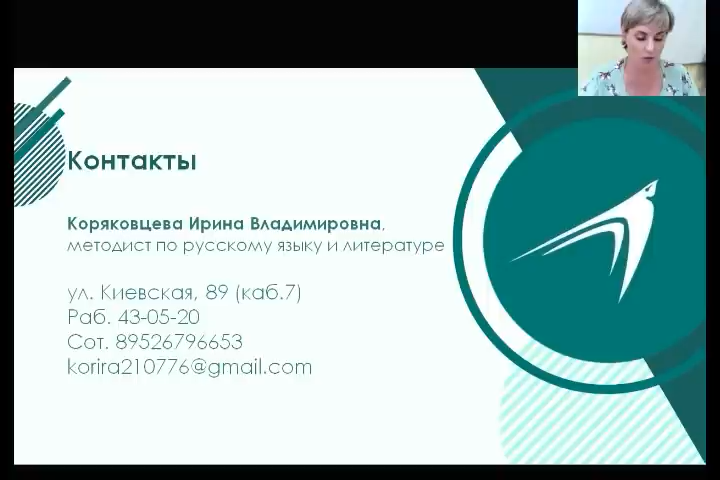 Контакты
Коряковцева Ирина Владимировна,
методист по русскому языку и литературе
ул. Киевская, 89 (каб.7)
Раб. 43-05-20
Сот. 89526796653
korira210776@gmail.com